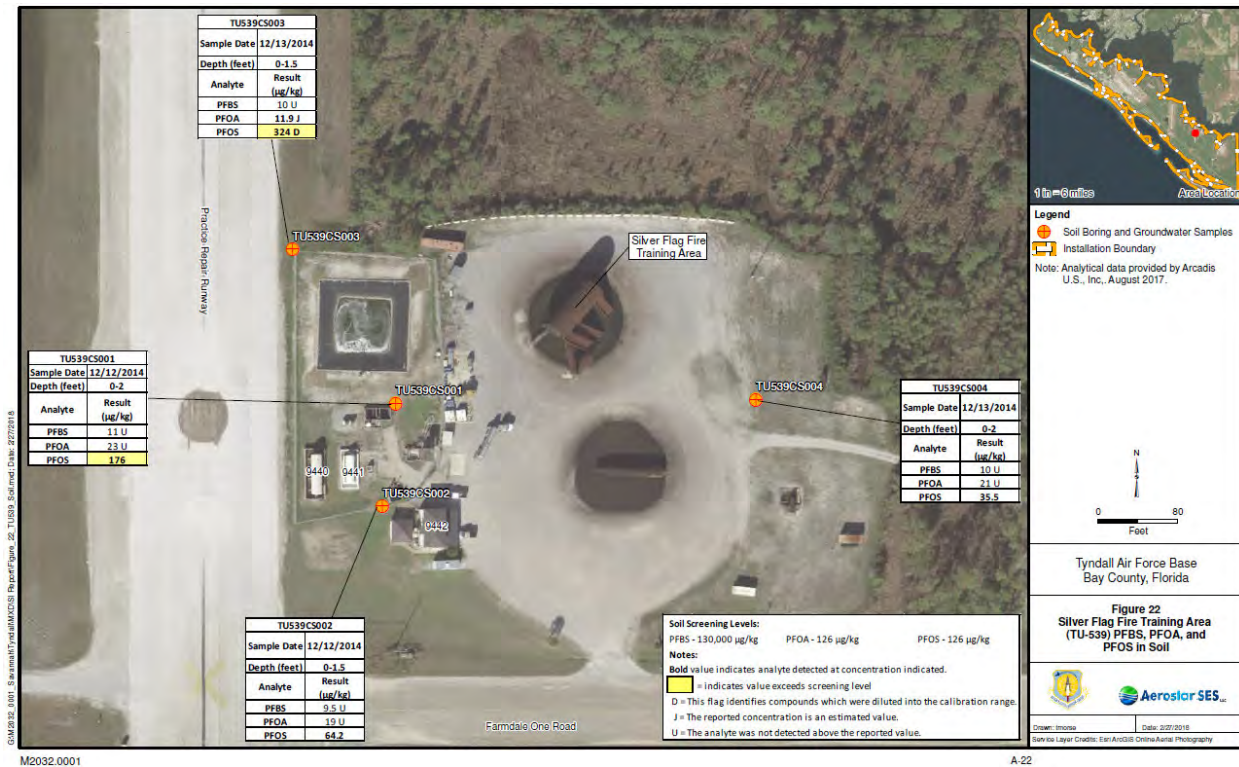 TU539CS003
Sample Date 12/13/2014
Depth (feet) 0-1.5
Analyte Result (µg/kg)
PFBS 10 U
PFOA 11.9 J
PFOS 324 D
TU539CS003
Practice Repair Runway
Silver Flag Fire
Training Area
TU539CS001
Sample Date 12/12/2014
Depth (feet) 0-2
Analyte Result (µg/kg)
PFBS 11 U
PFOA 23 U
PFOS 176
TU539CS001
9440
9441
TU539CS002
9442
TU539CS004
TU539CS004
Sample Date 12/13/2014
Depth (feet) 0-2
Analyte Result (µg/kg)
PFBS 10 U
PFOA 21 U
PFOS 35.5
TU539CS002
Sample Date 12/12/2014
Depth (feet) 0-1.5
Analyte Result (µg/kg)
PFBS 9.5 U
PFOA 19 U
PFOS 64.2
Farmdale One Road
Soil Screening Levels:
PFBS - 130,000 µg/kg PFOA - 126 µg/kg PFOS - 126 µg/kg
Notes:
Bold value indicates analyte detected at concentration indicated.
= indicates value exceeds screening level
D = This flag identifies compounds which were diluted into the calibration range.
J = The reported concentration is an estimated value.
U = The analyte was not detected above the reported value.
1 in = 6 miles
Area Location
Legend
Soil Boring and Groundwater Samples
Installation Boundary
Note: Analytical data provided by Arcadis
U.S., Inc,. August 2017.
N
0 80
Feet
Tyndall Air Force Base
Bay County, Florida
Figure 22
Silver Flag Fire Training Area
(TU-539) PFBS, PFOA, and
PFOS in Soil
Aerostar SES LLC
Drawn: lmorse Date: 2/27/2018
Service Layer Credits: Esri ArcGIS Online Aerial Photography
M2032.0001
A-22